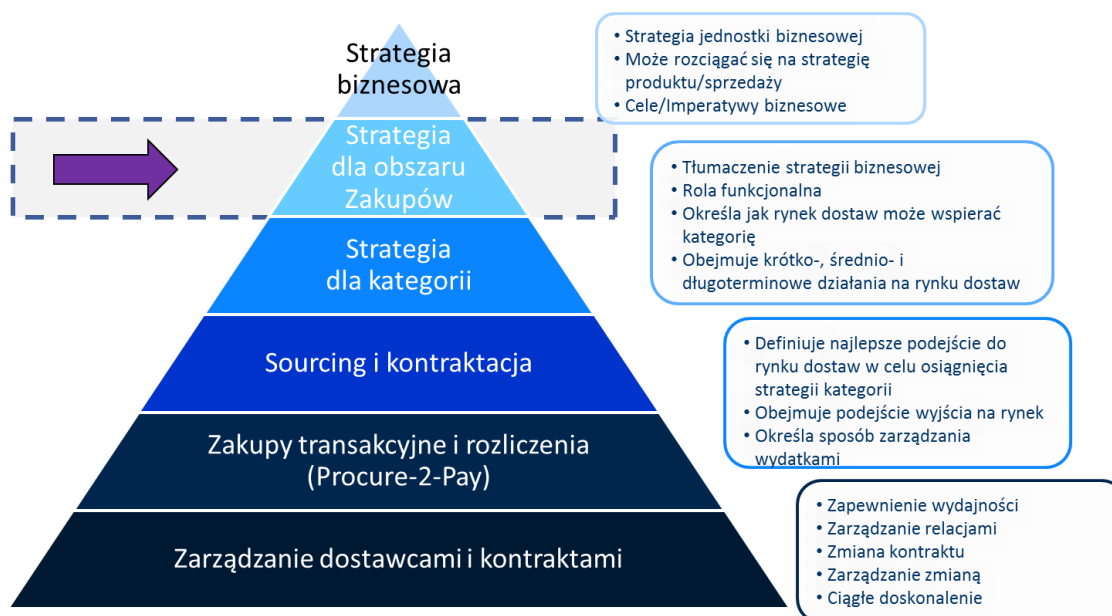 Strategia
biznesowa
• Strategia jednostki biznesowej
• Może rozciągać się na strategię
produktu/sprzedaży
• Cele/Imperatywy biznesowe
Strategia
dla obszaru
Zakupów
• Tłumaczenie strategii biznesowej
• Rola funkcjonalna
• Określa jak rynek dostaw może wspierać
kategorię
• Obejmuje krótko-, średnio- i
długoterminowe działania na rynku dostaw
Strategia
dla kategorii
Sourcing i kontraktacja
• Definiuje najlepsze podejście do
rynku dostaw w celu osiągnięcia
strategii kategorii
• Obejmuje podejście wyjścia na rynek
• Określa sposób zarządzania
wydatkami
Zakupy transakcyjne i rozliczenia
(Procure-2-Pay)
Zarządzanie dostawcami i kontraktami
• Zapewnienie wydajności
• Zarządzanie relacjami
• Zmiana kontraktu
• Zarządzanie zmianą
• Ciągłe doskonalenie